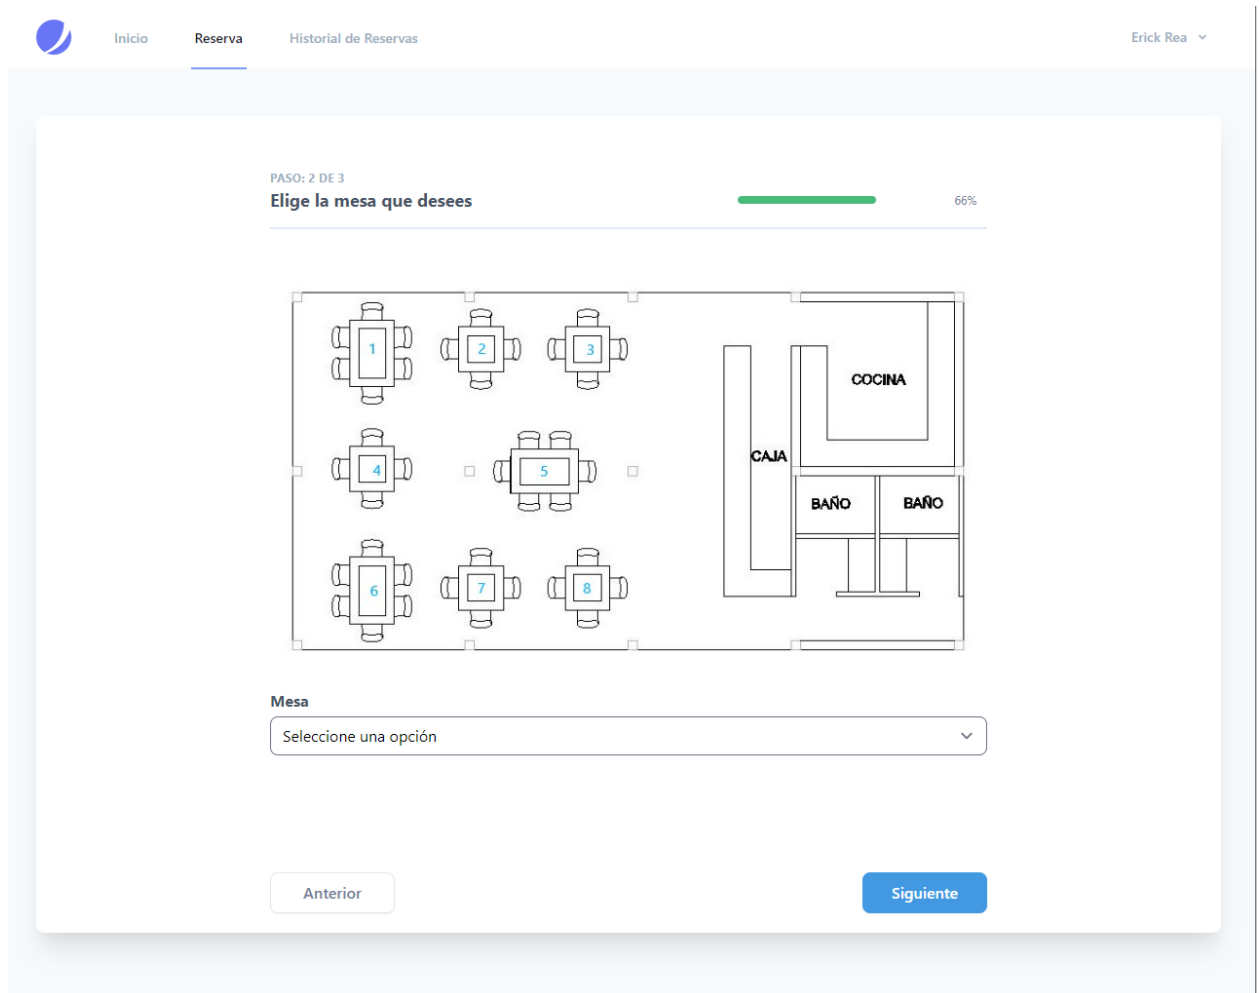 Inicio Reserva Historial de Reservas Erick Rea
PASO: 2 DE 3
Elige la mesa que desees
66%
1 2 3
COCINA
CAJA
4 5
BAÑO BAÑO
6 7 8
Mesa
Seleccione una opción
Anterior Siguiente